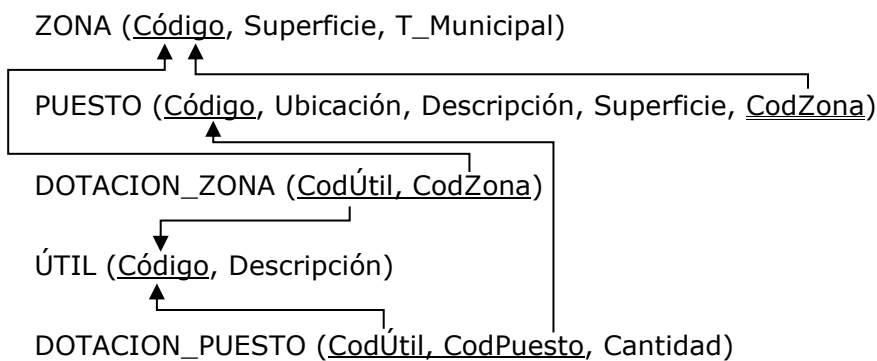 ZONA (Código, Superficie, T_Municipal)
PUESTO (Código, Ubicación, Descripción, Superficie, CodZona)
DOTACION_ZONA (CodÚtil, CodZona)
ÚTIL (Código, Descripción)
DOTACION_PUESTO (CodÚtil, CodPuesto, Cantidad)